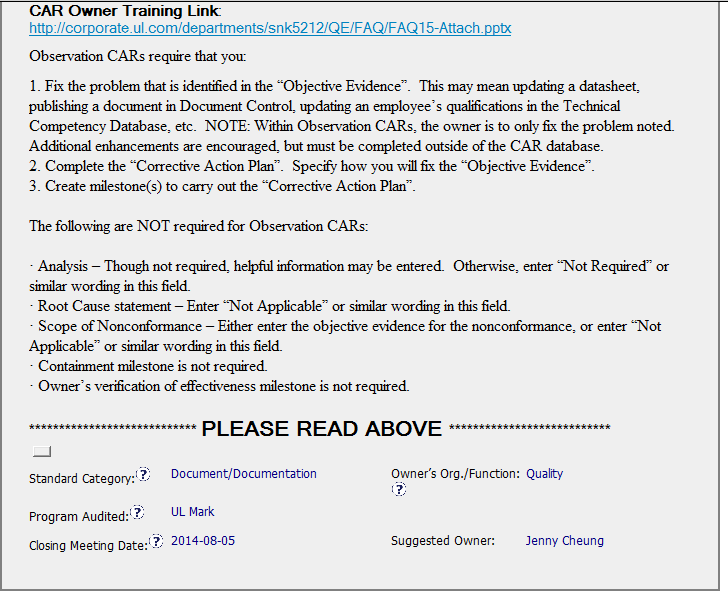 CAR Owner Training Link:
http://corporate.ul.com/departments/snk5212/QE/FAQ/FAQ15-Attach.pptx
Observation CARs require that you:
1. Fix the problem that is identified in the “Objective Evidence”.  This may mean updating a datasheet,
publishing a document in Document Control, updating an employee’s qualifications in the Technical
Competency Database, etc.  NOTE: Within Observation CARs, the owner is to only fix the problem noted.
Additional enhancements are encouraged, but must be completed outside of the CAR database.
2. Complete the “Corrective Action Plan”.  Specify how you will fix the “Objective Evidence”.
3. Create milestone(s) to carry out the “Corrective Action Plan”.
The following are NOT required for Observation CARs:
· Analysis – Though not required, helpful information may be entered.  Otherwise, enter “Not Required” or
similar wording in this field.
· Root Cause statement – Enter “Not Applicable” or similar wording in this field.
· Scope of Nonconformance – Either enter the objective evidence for the nonconformance, or enter “Not
Applicable” or similar wording in this field.
· Containment milestone is not required.
· Owner’s verification of effectiveness milestone is not required.
**************************** PLEASE READ ABOVE ***************************
Standard Category: ? Document/Documentation Owner’s Org./Function: Quality
?
Program Audited: ? UL Mark
Closing Meeting Date: ? 2014-08-05 Suggested Owner: Jenny Cheung